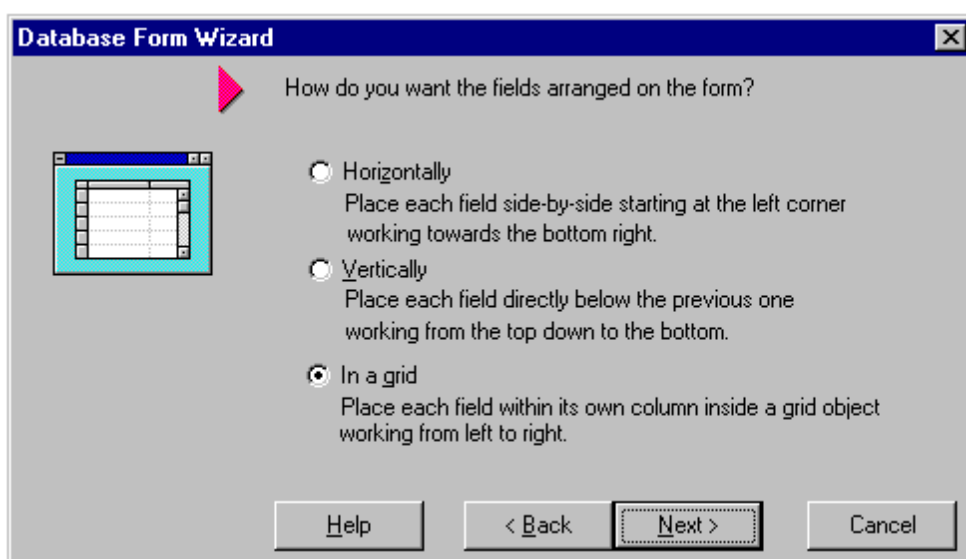 Database Form Wizard
How do you want the fields arranged on the form?
Horizontally
Place each field side-by-side starting at the left corner
working towards the bottom right.
Vertically
Place each field directly below the previous one
working from the top down to the bottom.
In a grid
Place each field within its own column inside a grid object
working from left to right.
Help < Back Next > Cancel